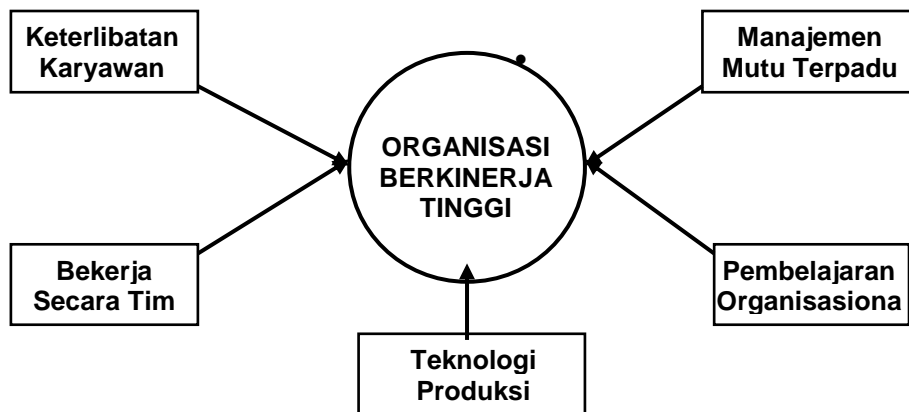 Keterlibatan
Karyawan
Manajemen
Mutu Terpadu
ORGANISASI
BERKINERJA
TINGGI
Bekerja
Secara Tim
Pembelajaran
Organisasiona
Teknologi
Produksi